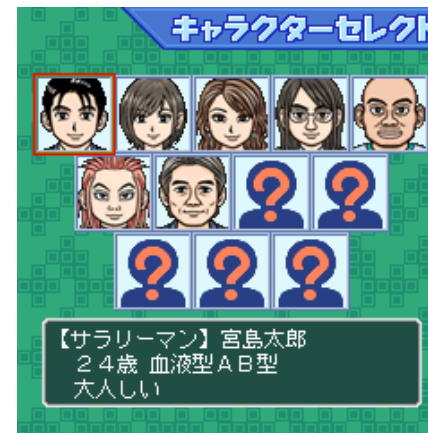 キャラクターセレクト
？ ？
？ ？ ？
【サラリーマン】宮島太郎
２４歳 血液型ＡＢ型
大人しい